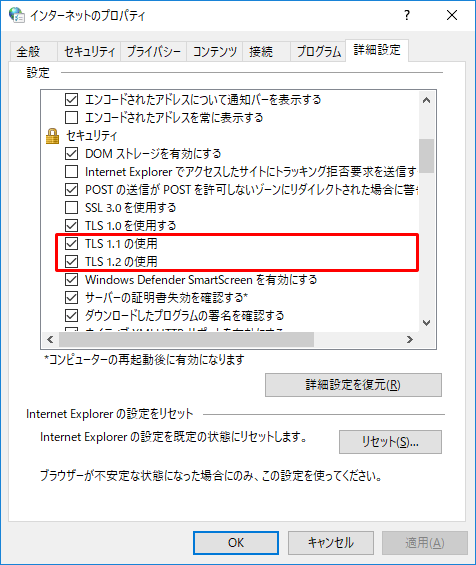 インターネットのプロパティ
全般 セキュリティ プライバシー コンテンツ 接続 プログラム 詳細設定
設定
エンコードされたアドレスについて通知バーを表示する
エンコードされたアドレスを常に表示する
セキュリティ
DOM ストレージを有効にする
Internet Explorer でアクセスしたサイトにトラッキング拒否要求を送信す
POST の送信が POST を許可しないゾーンにリダイレクトされた場合に警
SSL 3.0 を使用する
TLS 1.0 を使用する
TLS 1.1 の使用
TLS 1.2 の使用
Windows Defender SmartScreen を有効にする
サーバーの証明書失効を確認する*
ダウンロードしたプログラムの署名を確認する
*コンピューターの再起動後に有効になります
詳細設定を復元(R)
Internet Explorer の設定をリセット
Internet Explorer の設定を既定の状態にリセットします。
リセット(S)...
ブラウザーが不安定な状態になった場合にのみ、この設定を使ってください。
OK キャンセル 適用(A)